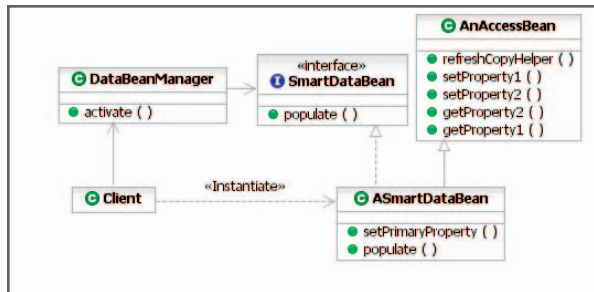 AnAccessBean
refreshCopyHelper ( )
setProperty1 ( )
setProperty2 ( )
getProperty2 ( )
getProperty1 ( )
«interface»
SmartDataBean
populate ( )
DataBeanManager
activate ( )
Client
«Instantiate»
ASmartDataBean
setPrimaryProperty ( )
populate ( )